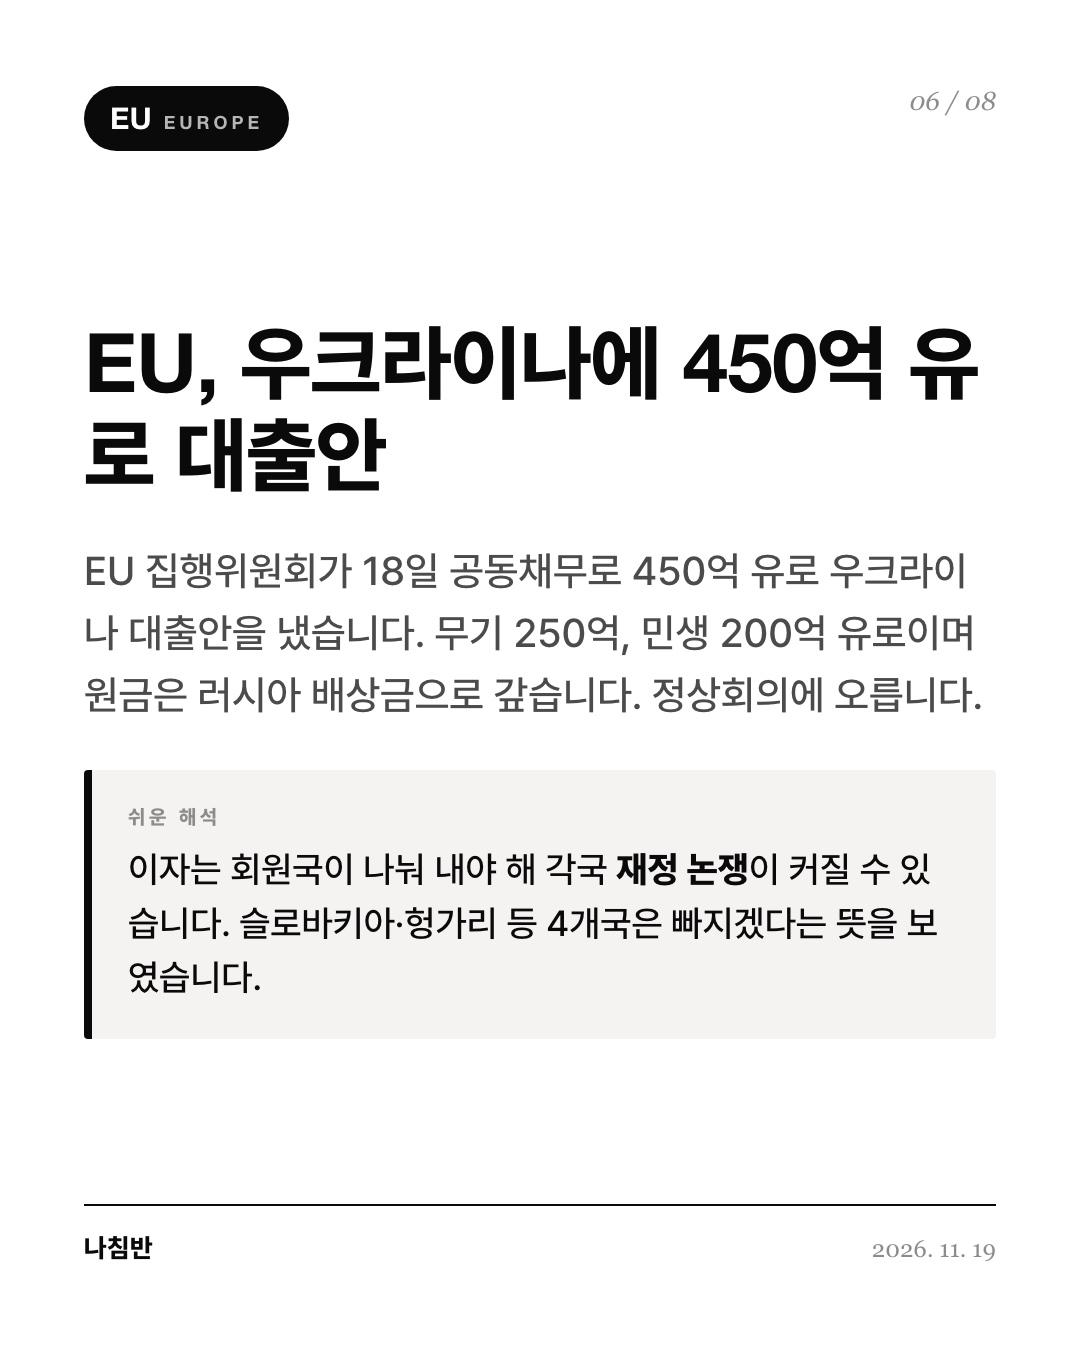 EU EUROPE
06 / 08
EU, 우크라이나에 450억 유
로 대출안
EU 집행위원회가 18일 공동채무로 450억 유로 우크라이
나 대출안을 냈습니다. 무기 250억, 민생 200억 유로이며
원금은 러시아 배상금으로 갚습니다. 정상회의에 오릅니다.
쉬운 해석
이자는 회원국이 나눠 내야 해 각국 재정 논쟁이 커질 수 있
습니다. 슬로바키아·헝가리 등 4개국은 빠지겠다는 뜻을 보
였습니다.
나침반
2026. 11. 19